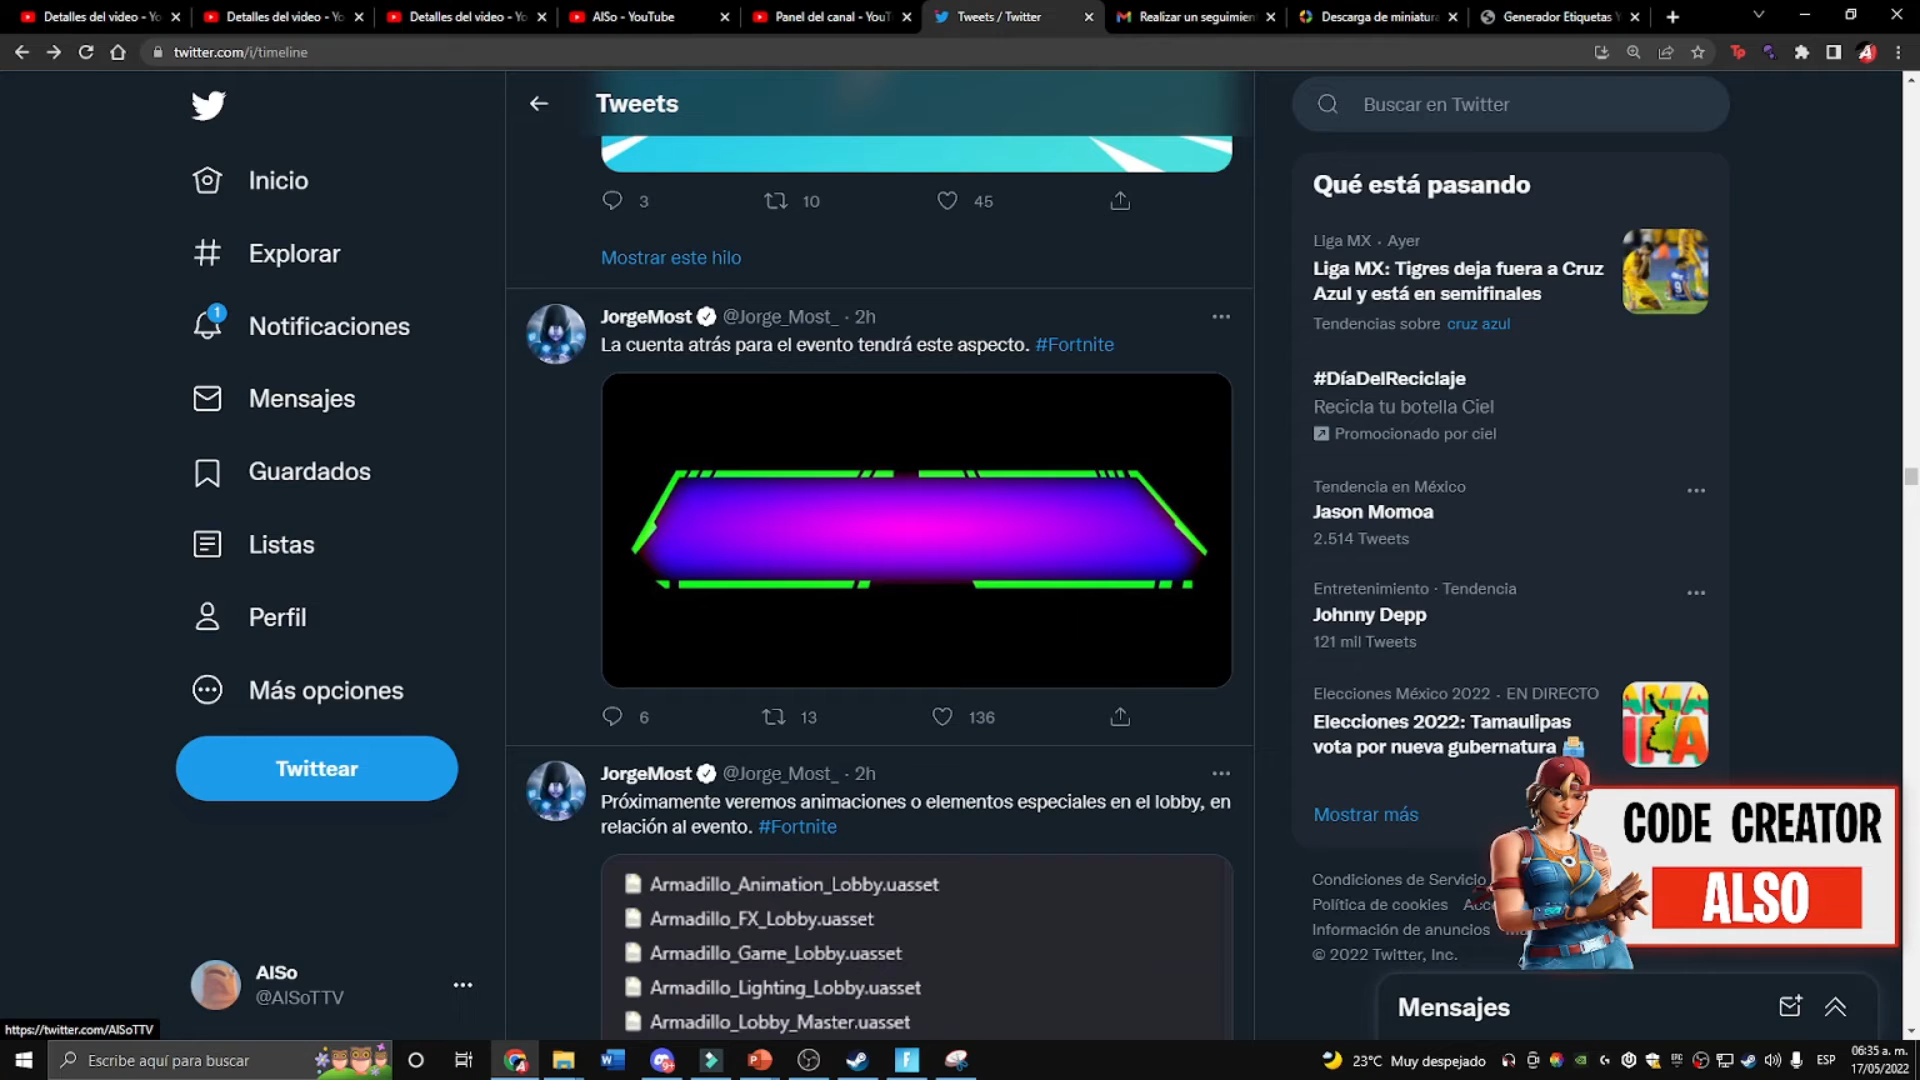 Detalles del video - Yo
Detalles del video - Yo
Detalles del video - Yo
AlSo - YouTube
Panel del canal - YouT
Tweets / Twitter
Realizar un seguimien
Descarga de miniatura
Generador Etiquetas Y
twitter.com/i/timeline
Inicio
Explorar
1
Notificaciones
Mensajes
Guardados
Listas
Perfil
Más opciones
Twittear
AlSo
@AlSoTTV
https://twitter.com/AlSoTTV
Tweets
3
10
45
Mostrar este hilo
JorgeMost @Jorge_Most_ · 2h
La cuenta atrás para el evento tendrá este aspecto. #Fortnite
6
13
136
JorgeMost @Jorge_Most_ · 2h
Próximamente veremos animaciones o elementos especiales en el lobby, en
relación al evento. #Fortnite
Armadillo_Animation_Lobby.uasset
Armadillo_FX_Lobby.uasset
Armadillo_Game_Lobby.uasset
Armadillo_Lighting_Lobby.uasset
Armadillo_Lobby_Master.uasset
Buscar en Twitter
Qué está pasando
Liga MX · Ayer
Liga MX: Tigres deja fuera a Cruz
Azul y está en semifinales
Tendencias sobre cruz azul
#DíaDelReciclaje
Recicla tu botella Ciel
Promocionado por ciel
Tendencia en México
Jason Momoa
2.514 Tweets
Entretenimiento · Tendencia
Johnny Depp
121 mil Tweets
Elecciones México 2022 · EN DIRECTO
Elecciones 2022: Tamaulipas
vota por nueva gubernatura
Mostrar más
CODE CREATOR
ALSO
Condiciones de Servicio
Política de cookies
Información de anuncios
© 2022 Twitter, Inc.
Mensajes
Escribe aquí para buscar
23°C Muy despejado
ESP
06:35 a. m.
17/05/2022